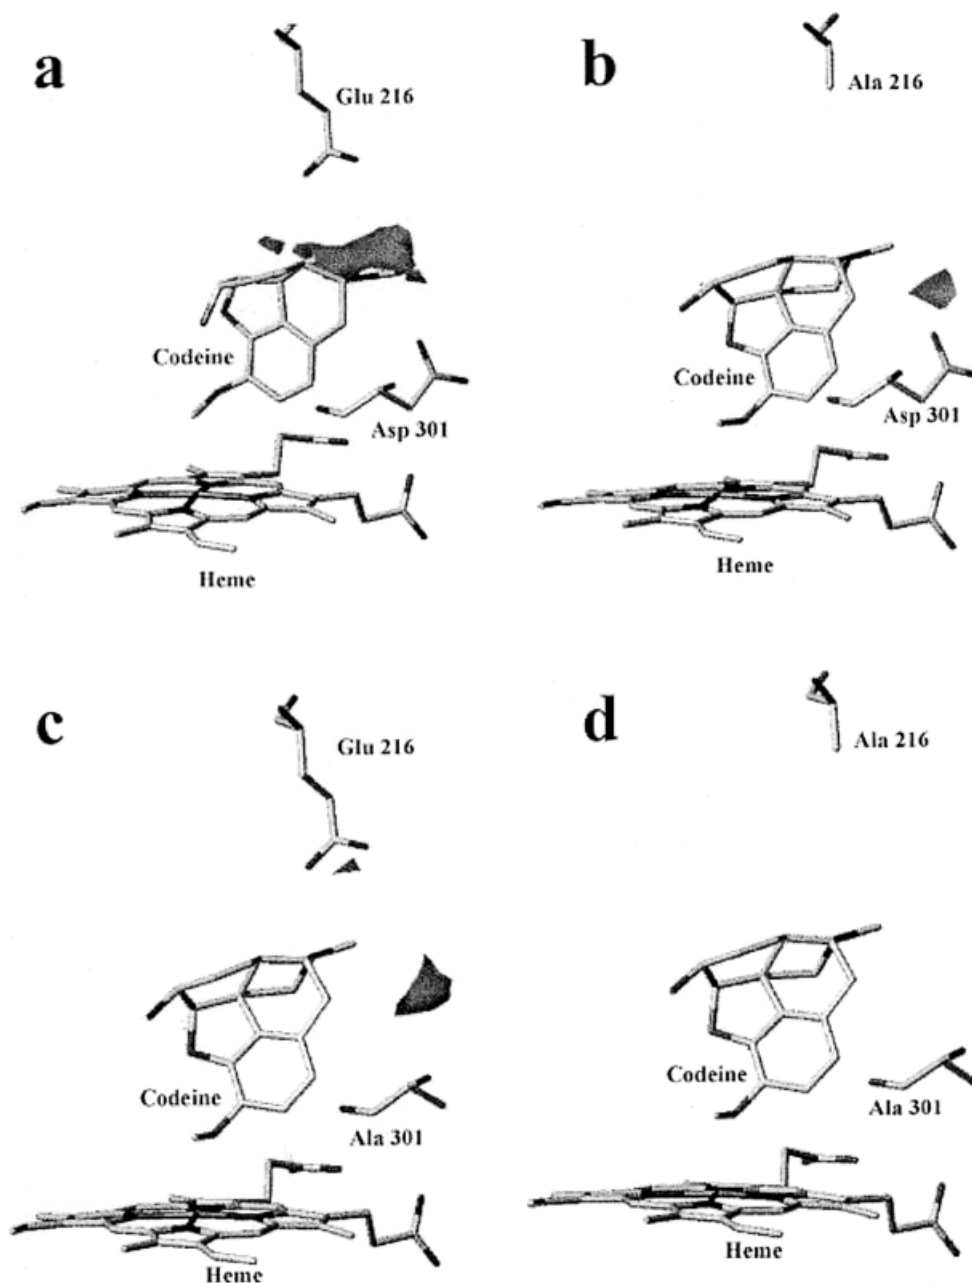 a
Glu 216
Codeine
Asp 301
Heme
b
Ala 216
Codeine
Asp 301
Heme
c
Glu 216
Codeine
Ala 301
Heme
d
Ala 216
Codeine
Ala 301
Heme